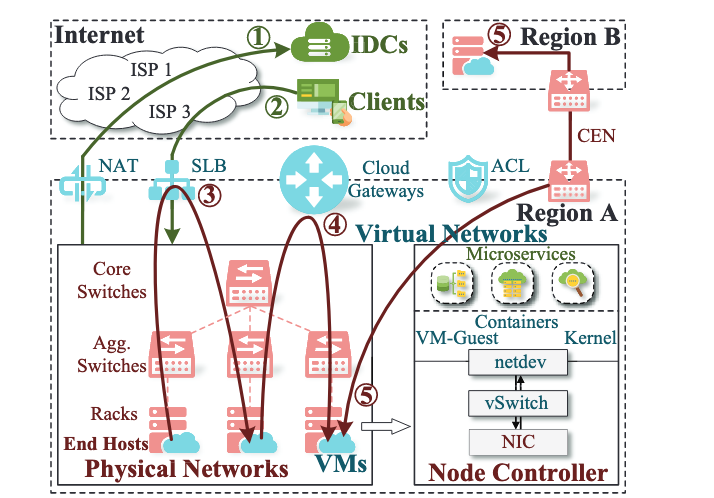 Internet
①
IDCs
ISP 1
ISP 2
ISP 3
②
Clients
⑤
Region B
CEN
NAT
SLB
Cloud
Gateways
ACL
③
④
Region A
Virtual Networks
Core
Switches
Agg.
Switches
Racks
End Hosts
VMs
⑤
Physical Networks
Microservices
Containers
VM-Guest
Kernel
netdev
vSwitch
NIC
Node Controller